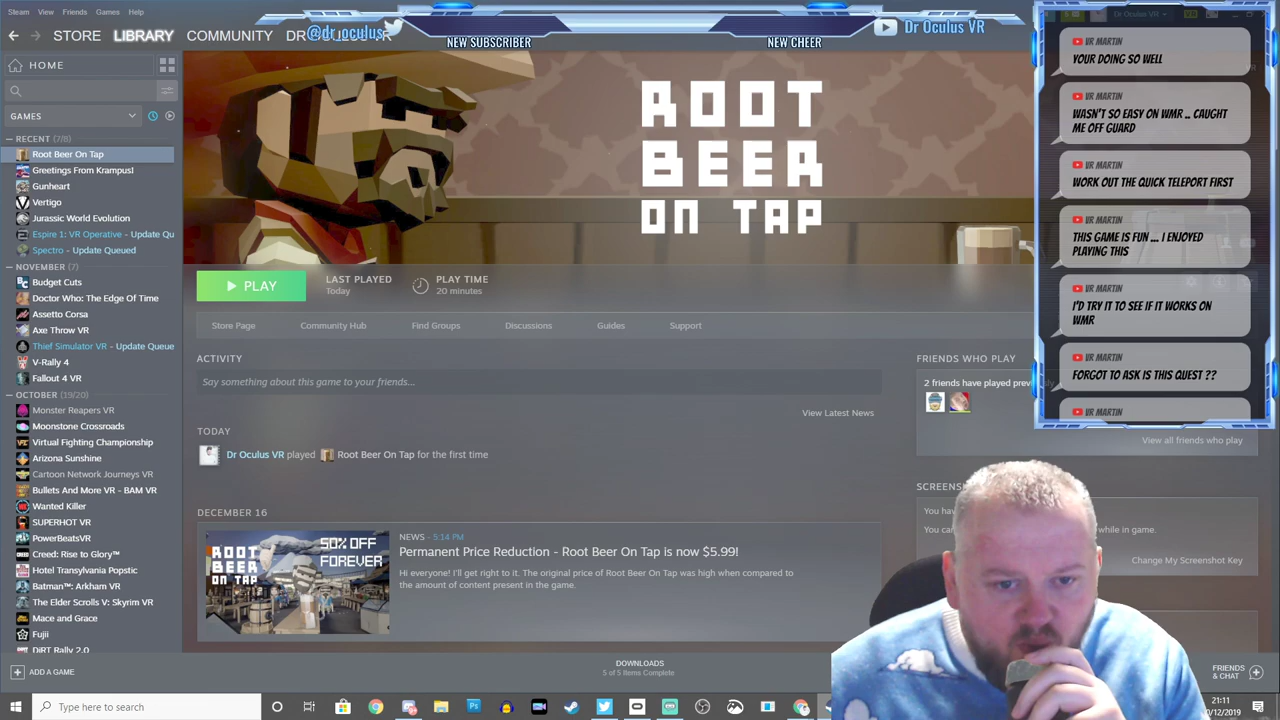 Steam View Friends Games Help
STORE LIBRARY COMMUNITY
@dr_oculus
NEW SUBSCRIBER
NEW CHEER
Dr Oculus VR
Dr Oculus VR
HOME
GAMES
RECENT (7/8)
Root Beer On Tap
Greetings From Krampus!
Gunheart
Vertigo
Jurassic World Evolution
Espire 1: VR Operative - Update Qu
Spectro - Update Queued
NOVEMBER (7)
Budget Cuts
Doctor Who: The Edge Of Time
Assetto Corsa
Axe Throw VR
Thief Simulator VR - Update Queue
V-Rally 4
Fallout 4 VR
OCTOBER (19/20)
Monster Reapers VR
Moonstone Crossroads
Virtual Fighting Championship
Arizona Sunshine
Cartoon Network Journeys VR
Bullets And More VR - BAM VR
Wanted Killer
SUPERHOT VR
PowerBeatsVR
Creed: Rise to Glory™
Hotel Transylvania Popstic
Batman™: Arkham VR
The Elder Scrolls V: Skyrim VR
Mace and Grace
Fujii
DiRT Rally 2.0
ADD A GAME
ROOT
BEER
ON TAP
PLAY
LAST PLAYED
Today
PLAY TIME
20 minutes
Store Page Community Hub Find Groups Discussions Guides Support
ACTIVITY
Say something about this game to your friends...
View Latest News
TODAY
Dr Oculus VR played Root Beer On Tap for the first time
DECEMBER 16
ROOT
BEER
ON TAP
50% OFF
FOREVER
NEWS - 5:14 PM
Permanent Price Reduction - Root Beer On Tap is now $5.99!
Hi everyone! I'll get right to it. The original price of Root Beer On Tap was high when compared to
the amount of content present in the game.
FRIENDS WHO PLAY
2 friends have played
View all friends who play
You
You
while in game.
Change My Screenshot Key
VR MARTIN
YOUR DOING SO WELL
VR MARTIN
WASN'T SO EASY ON WMR .. CAUGHT
ME OFF GUARD
VR MARTIN
WORK OUT THE QUICK TELEPORT FIRST
VR MARTIN
THIS GAME IS FUN ... I ENJOYED
PLAYING THIS
VR MARTIN
I'D TRY IT TO SEE IF IT WORKS ON
WMR
VR MARTIN
FORGOT TO ASK IS THIS QUEST ??
VR MARTIN
DOWNLOADS
5 of 5 Items Complete
FRIENDS
& CHAT
Type here to search
21:11
0/12/2019